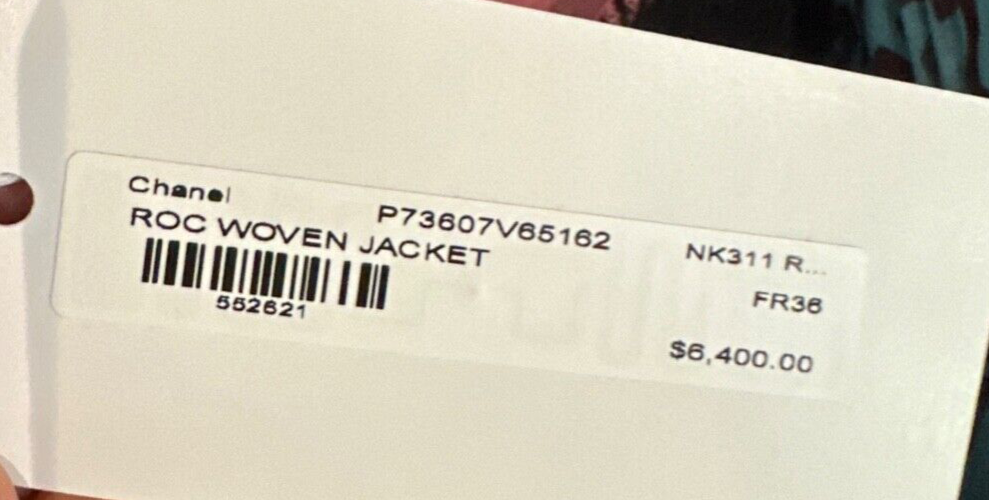 Chanel
P73607V65162
NK311 R...
ROC WOVEN JACKET
FR36
552621
$6,400.00